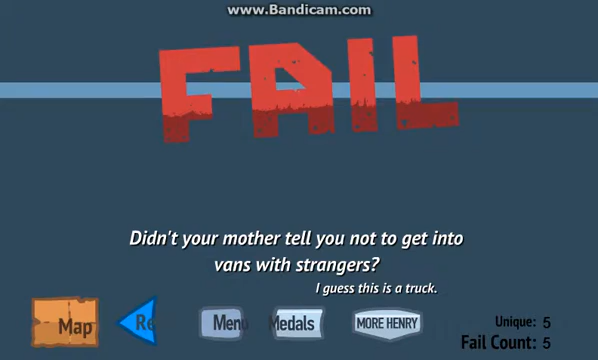 www.Bandicam.com
FAIL
Didn't your mother tell you not to get into
vans with strangers?
I guess this is a truck.
Map
Re
Menu
Medals
MORE HENRY
Unique: 5
Fail Count: 5